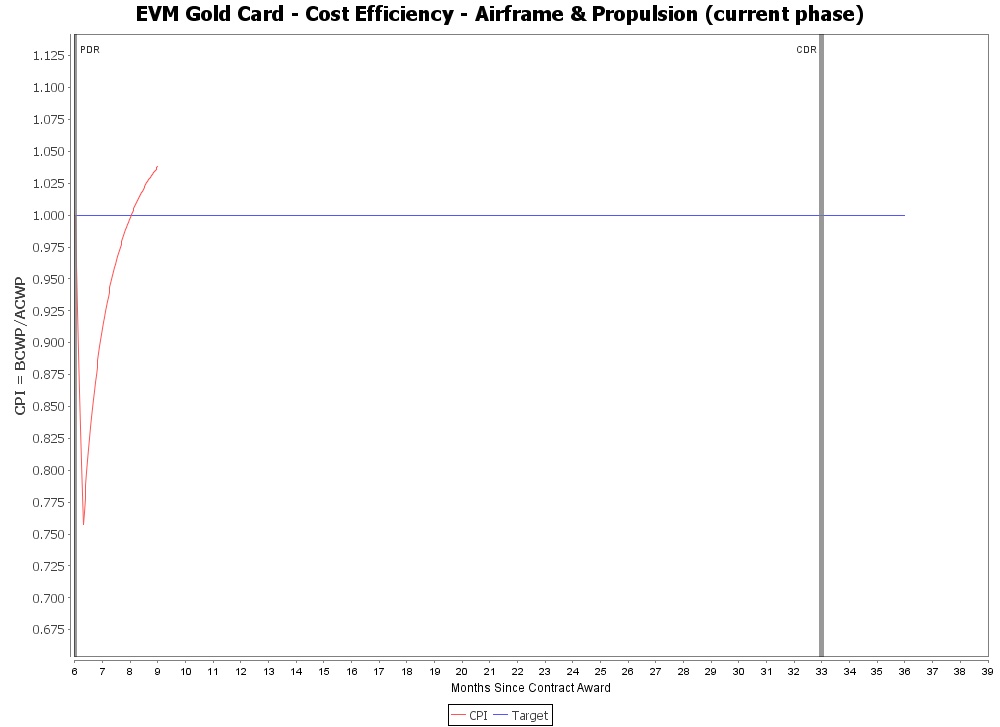 EVM Gold Card - Cost Efficiency - Airframe & Propulsion (current phase)
PDR
CDR
1.125
1.100
1.075
1.050
1.025
1.000
0.975
0.950
0.925
0.900
0.875
0.850
0.825
0.800
0.775
0.750
0.725
0.700
0.675
CPI = BCWP/ACWP
6 7 8 9 10 11 12 13 14 15 16 17 18 19 20 21 22 23 24 25 26 27 28 29 30 31 32 33 34 35 36 37 38 39
Months Since Contract Award
CPI Target